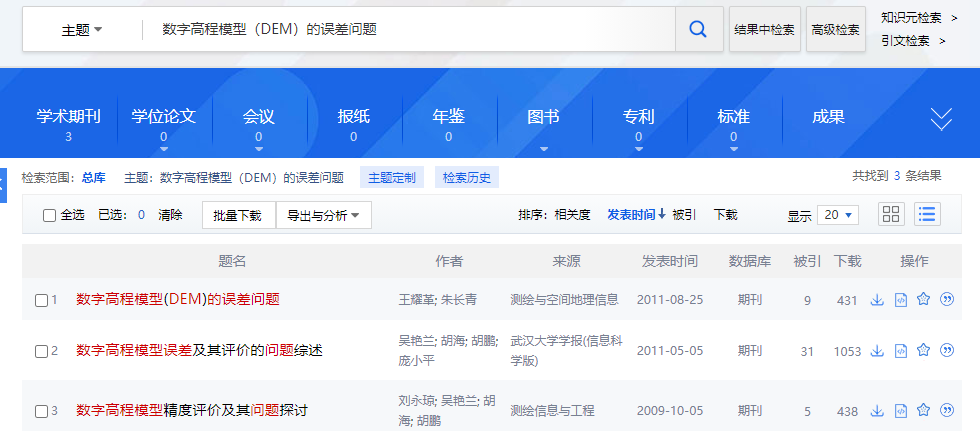 主题 数字高程模型（DEM）的误差问题 结果中检索 高级检索 知识元检索 >
引文检索 >
学术期刊 学位论文 会议 报纸 年鉴 图书 专利 标准 成果
3 0 0 0 0 0 0
检索范围：总库 主题：数字高程模型（DEM）的误差问题 主题定制 检索历史 共找到 3 条结果
全选 已选：0 清除 批量下载 导出与分析 排序：相关度 发表时间↓ 被引 下载 显示 20
题名 作者 来源 发表时间 数据库 被引 下载 操作
1 数字高程模型(DEM)的误差问题 王耀革; 朱长青 测绘与空间地理信息 2011-08-25 期刊 9 431
2 数字高程模型误差及其评价的问题综述 吴艳兰; 胡海; 胡鹏; 武汉大学学报(信息科 2011-05-05 期刊 31 1053
庞小平 学版)
3 数字高程模型精度评价及其问题探讨 刘永琼; 吴艳兰; 胡 测绘信息与工程 2009-10-05 期刊 5 438
海; 胡鹏